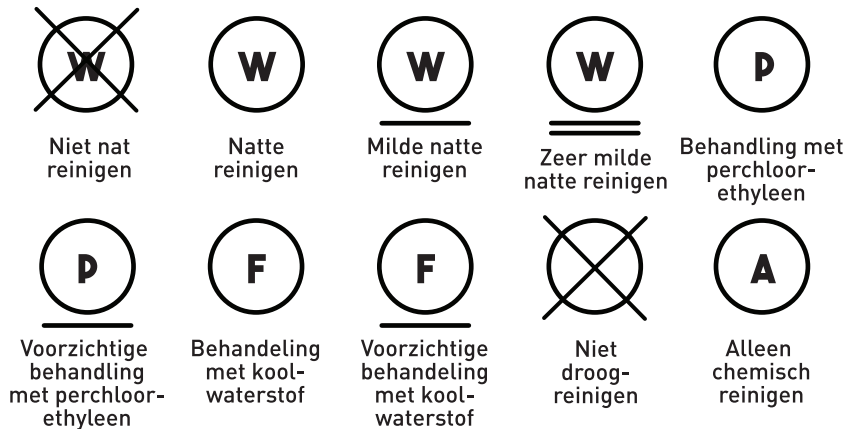 W
W
W
W
P
Niet nat
reinigen
Natte
reinigen
Milde natte
reinigen
Zeer milde
natte reinigen
Behandling met
perchloor-
ethyleen
P
F
F
A
Voorzichtige
behandling
met perchloor-
ethyleen
Behandeling
met kool-
waterstof
Voorzichtige
behandeling
met kool-
waterstof
Niet
droog-
reinigen
Alleen
chemisch
reinigen